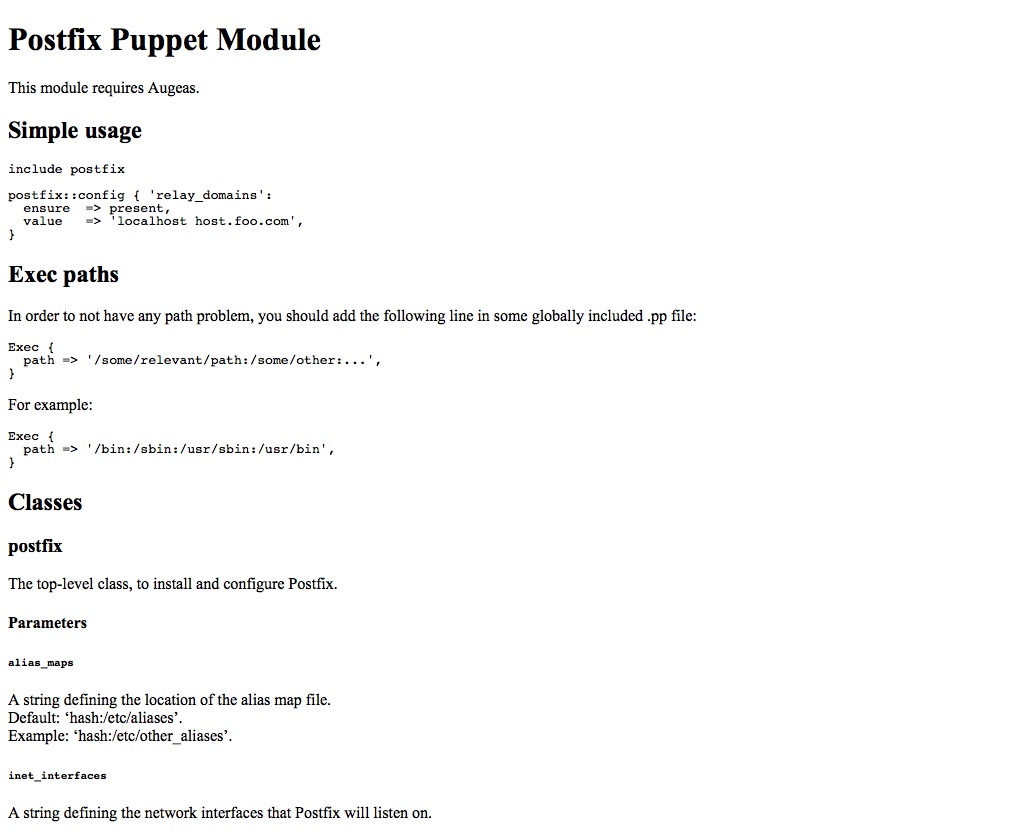 Postfix Puppet Module
This module requires Augeas.
Simple usage
include postfix
postfix::config { 'relay_domains':
  ensure  => present,
  value   => 'localhost host.foo.com',
}
Exec paths
In order to not have any path problem, you should add the following line in some globally included .pp file:
Exec {
  path => '/some/relevant/path:/some/other:...',
}
For example:
Exec {
  path => '/bin:/sbin:/usr/sbin:/usr/bin',
}
Classes
postfix
The top-level class, to install and configure Postfix.
Parameters
alias_maps
A string defining the location of the alias map file.
Default: ‘hash:/etc/aliases’.
Example: ‘hash:/etc/other_aliases’.
inet_interfaces
A string defining the network interfaces that Postfix will listen on.